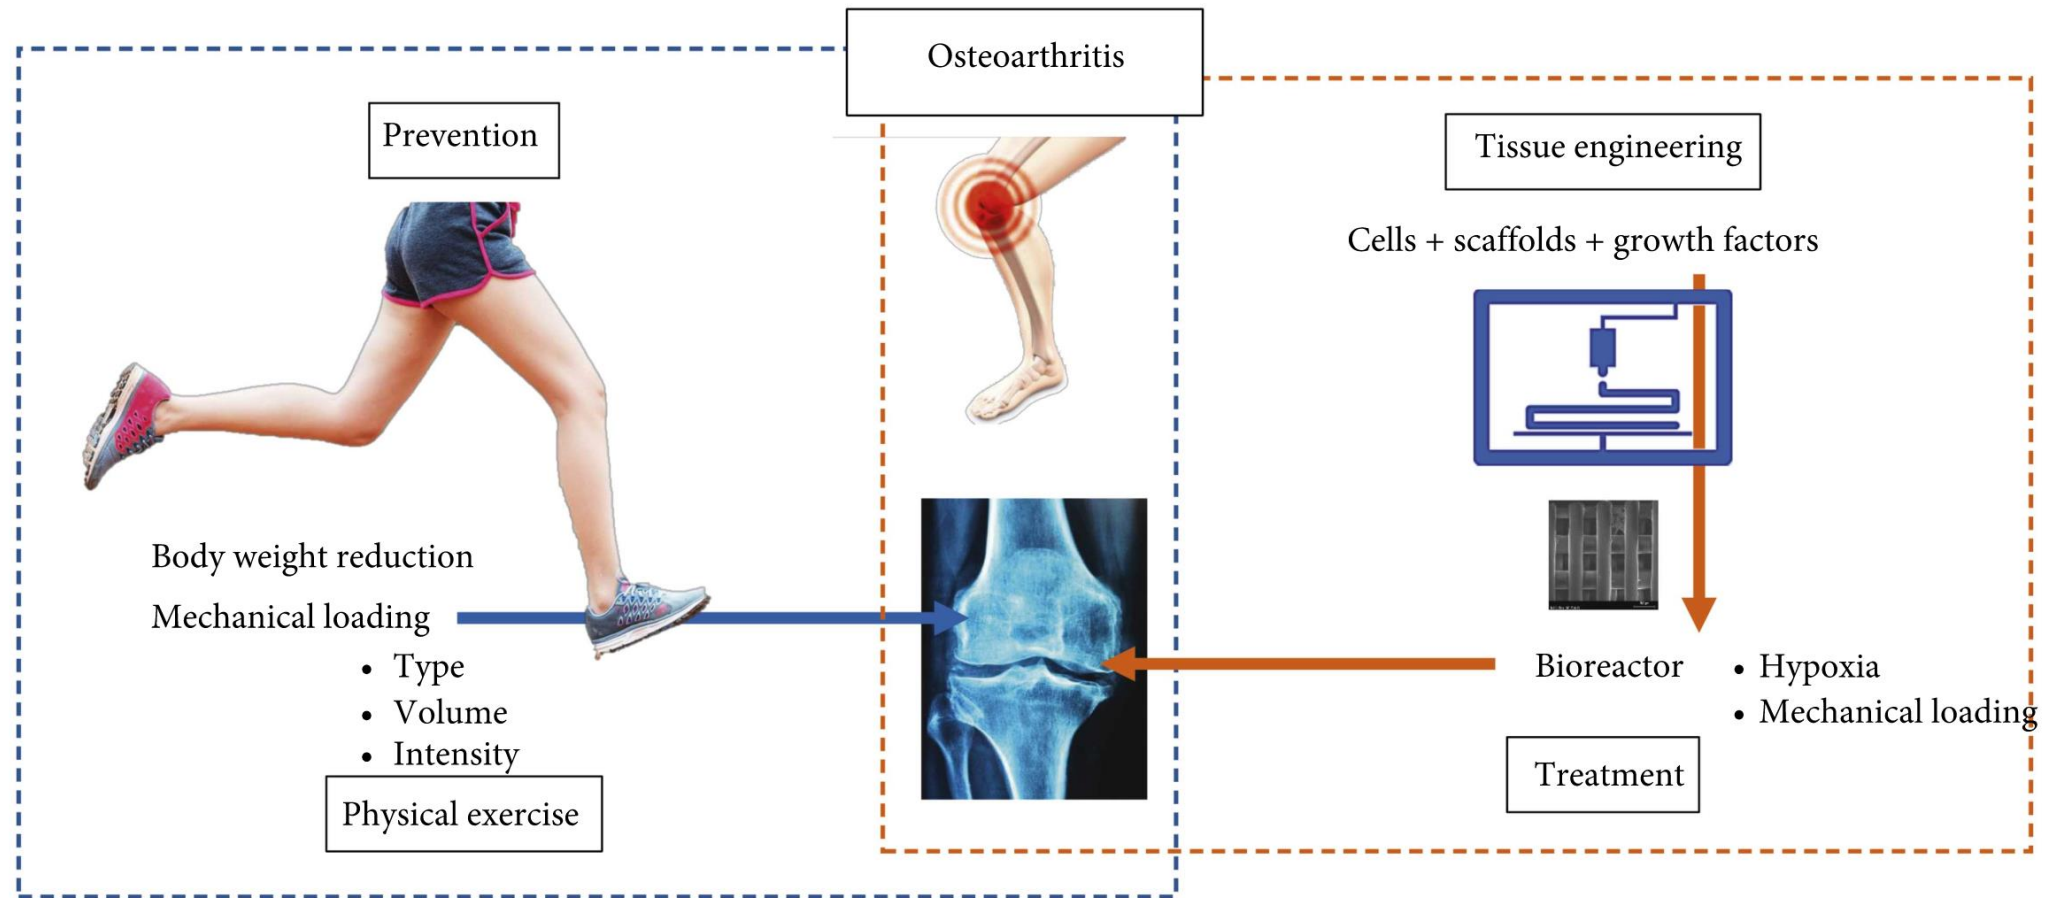 Osteoarthritis
Prevention
Body weight reduction
Mechanical loading
• Type
• Volume
• Intensity
Physical exercise
Tissue engineering
Cells + scaffolds + growth factors
Bioreactor
• Hypoxia
• Mechanical loading
Treatment